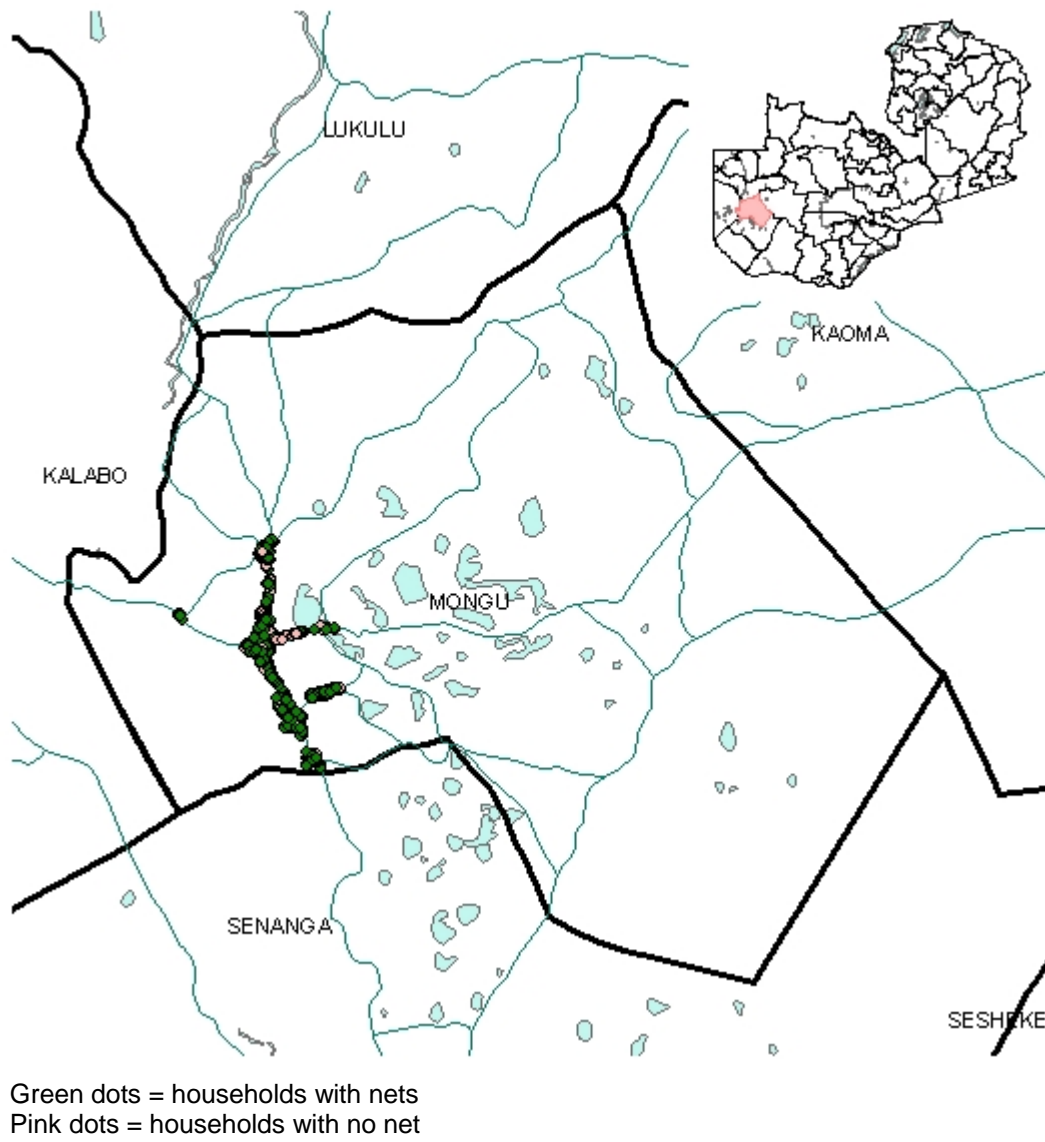 LUKULU
KAOMA
KALABO
MONGU
SENANGA
SESHEKE
Green dots = households with nets
Pink dots = households with no net